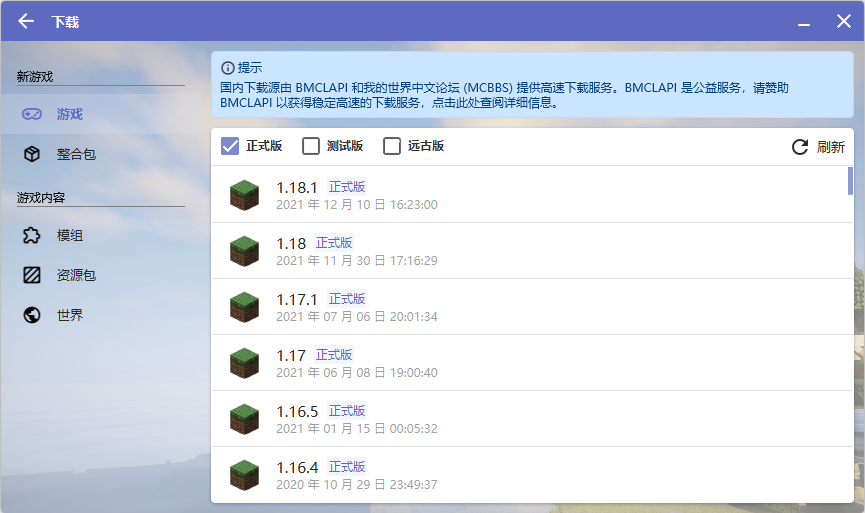 下载
新游戏
游戏
整合包
游戏内容
模组
资源包
世界
提示
国内下载源由 BMCLAPI 和我的世界中文论坛 (MCBBS) 提供高速下载服务。BMCLAPI 是公益服务，请赞助
BMCLAPI 以获得稳定高速的下载服务，点击此处查阅详细信息。
正式版 测试版 远古版 刷新
1.18.1 正式版
2021 年 12 月 10 日 16:23:00
1.18 正式版
2021 年 11 月 30 日 17:16:29
1.17.1 正式版
2021 年 07 月 06 日 20:01:34
1.17 正式版
2021 年 06 月 08 日 19:00:40
1.16.5 正式版
2021 年 01 月 15 日 00:05:32
1.16.4 正式版
2020 年 10 月 29 日 23:49:37